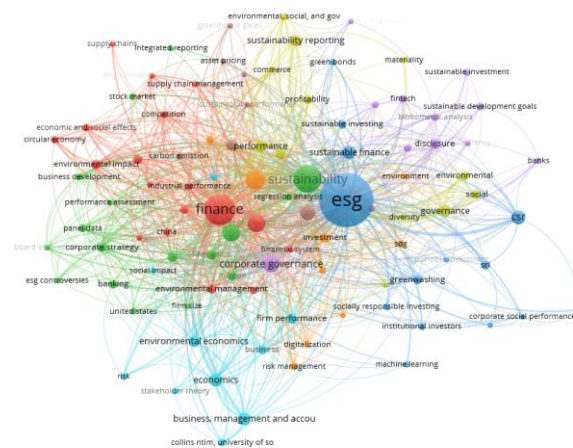 environmental, social, and gov
greenhouse gases
sustainability reporting
supply chains
integrated reporting
asset pricing
green bonds
materiality
commerce
sustainable investment
supply chain management
fintech
stock market
profitability
sustainable development goals
competition
sustainable investing
bibliometric analysis
economic and social effects
disclosure
circular economy
performance
sustainable finance
carbon emission
environmental impact
banks
business development
industrial performance
sustainability
environment
environmental
regression analysis
social
performance assessment
esg
finance
diversity
governance
csr
panel data
china
investment
sdg
corporate strategy
financial system
social impact
corporate governance
sri
esg controversies
banking
environmental management
greenwashing
united states
firm size
socially responsible investing
firm performance
corporate social performance
institutional investors
environmental economics
digitalization
business
risk management
machine learning
risk
economics
stakeholder theory
business, management and accou
collins ntim, university of so